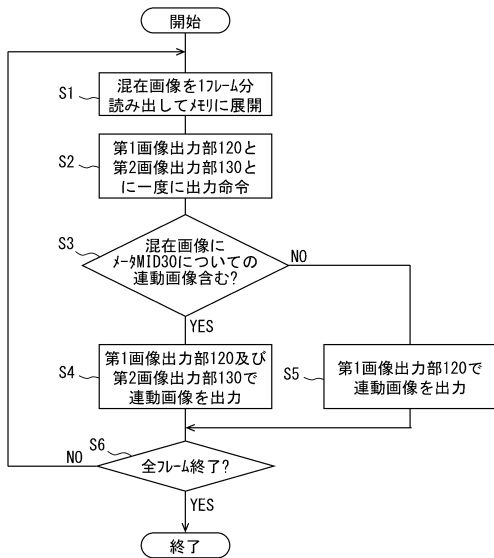 開始
S1
混在画像を1フレーム分
読み出してメモリに展開
S2
第1画像出力部120と
第2画像出力部130と
に一度に出力命令
S3
混在画像に
メータMID30についての
連動画像含む?
NO
YES
S4
第1画像出力部120及び
第2画像出力部130で
連動画像を出力
S5
第1画像出力部120で
連動画像を出力
S6
NO
全フレーム終了?
YES
終了